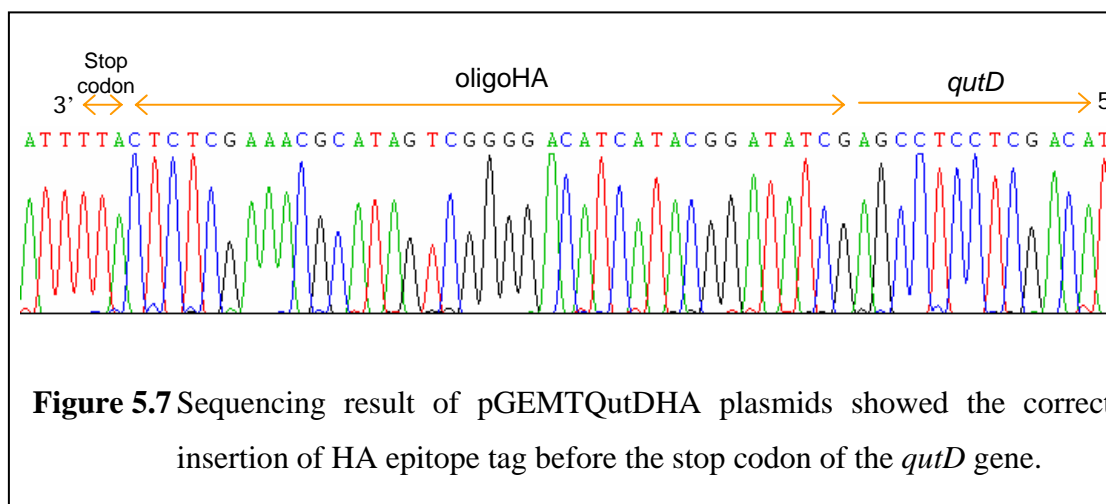 Stop
3’ codon oligoHA qutD 5
ATTTTACTCTCGAAACGCATAGTCGGGGACATCATACGGATATCGAGCCTCCTCGACAT
Figure 5.7 Sequencing result of pGEMTQutDHA plasmids showed the correct
insertion of HA epitope tag before the stop codon of the qutD gene.